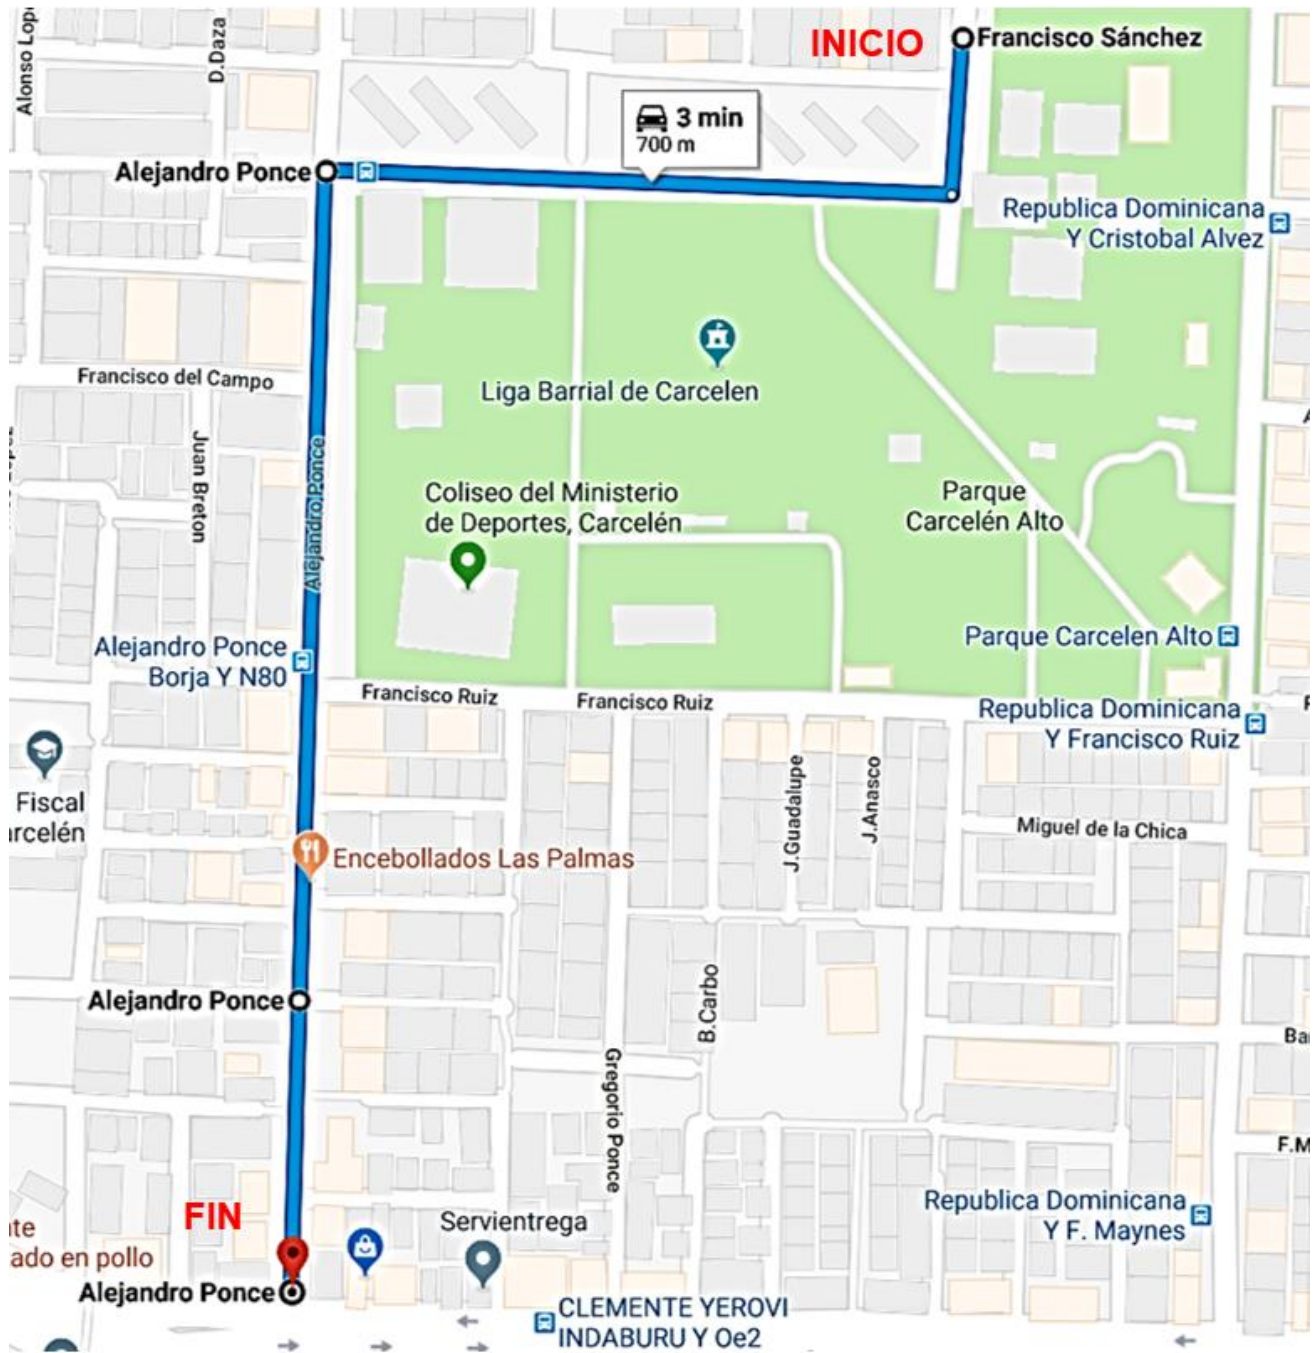 Alonso Lop
D.Daza
INICIO
Francisco Sánchez
3 min
700 m
Alejandro Ponce
Republica Dominicana
Y Cristobal Alvez
Francisco del Campo
Liga Barrial de Carcelen
Juan Breton
Alejandro Ponce
Coliseo del Ministerio
de Deportes, Carcelén
Parque
Carcelén Alto
Alejandro Ponce
Borja Y N80
Parque Carcelen Alto
Francisco Ruiz
Francisco Ruiz
Republica Dominicana
Y Francisco Ruiz
Fiscal
arcelén
J.Guadalupe
J.Anasco
Miguel de la Chica
Encebollados Las Palmas
Alejandro Ponce
B.Carbo
Gregorio Ponce
Ba
F.M
FIN
Servientrega
Republica Dominicana
Y F. Maynes
te
ado en pollo
Alejandro Ponce
CLEMENTE YEROVI
INDABURU Y Oe2